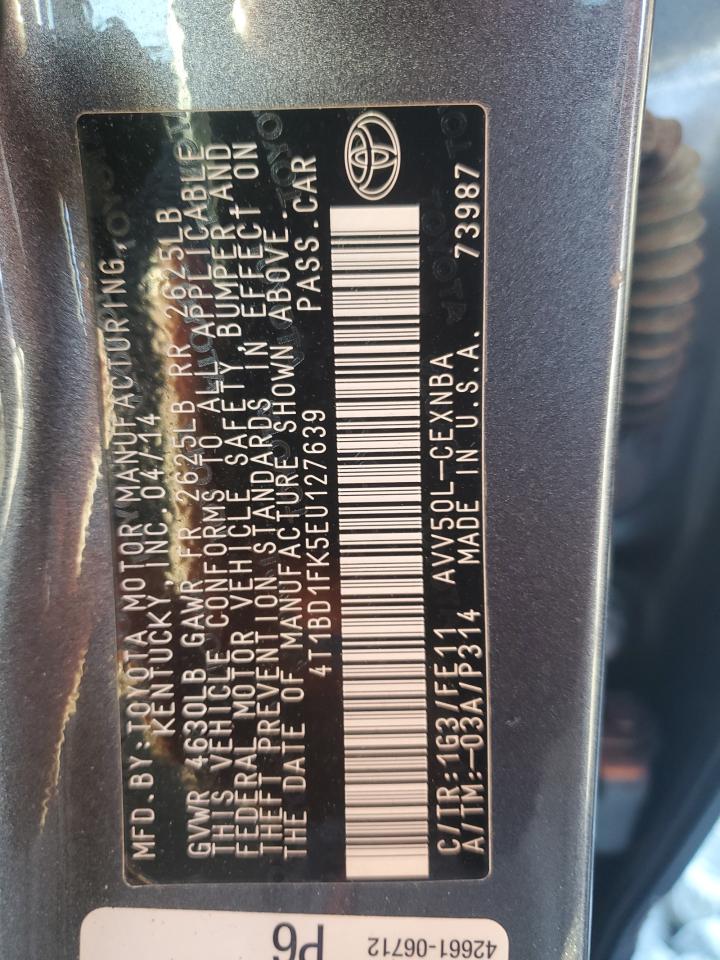 MFD.BY:TOYOTA MOTOR MANUFACTURING,
KENTUCKY, INC. 04/14
GVWR 4630LB GAWR FR 2625LB RR 2625LB
THIS VEHICLE CONFORMS TO ALL APPLICABLE
FEDERAL MOTOR VEHICLE SAFETY, BUMPER AND
THEFT PREVENTION STANDARDS IN EFFECT ON
THE DATE OF MANUFACTURE SHOWN ABOVE.
4T1BD1FK5EU127639 PASS.CAR
C/TR:1G3/FE11 AVV50L-CEXNBA 73987
A/TM:-03A/P314 MADE IN U.S.A.
P6
42661-06712